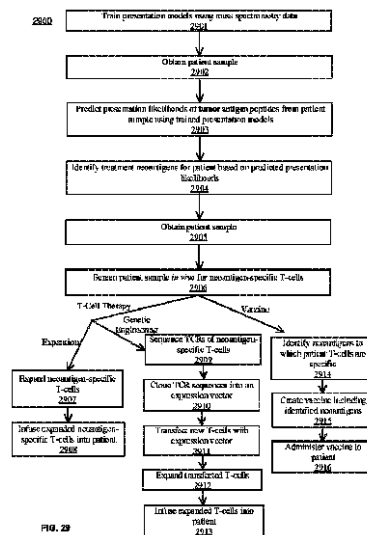 2900
Train presentation models using mass spectrometry data
2901
Obtain patient sample
2902
Predict presentation likelihoods of tumor antigen peptides from patient
sample using trained presentation models
2903
Identify treatment neoantigens for patient based on predicted presentation
likelihoods
2904
Obtain patient sample
2905
Screen patient sample in vivo for neoantigen-specific T-cells
2906
T-Cell Therapy
Vaccine
Genetic
Engineering
Expansion
Sequence TCRs of neoantigen-
specific T-cells
2909
Identify neoantigens to
which patient T-cells are
specific
2914
Expand neoantigen-specific
T-cells
2907
Clone TCR sequences into an
expression vector
2910
Create vaccine including
identified neoantigens
2915
Infuse expanded neoantigen-
specific T-cells into patient
2908
Transfect new T-cells with
expression vector
2911
Administer vaccine to
patient
2916
Expand transfected T-cells
2912
Infuse expanded T-cells into
patient
2913
FIG. 29